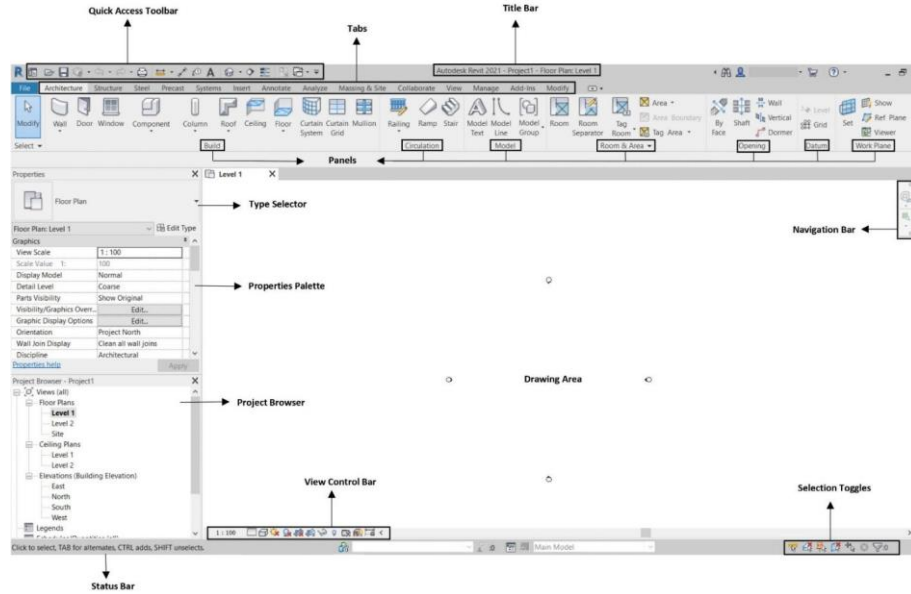 Quick Access Toolbar
Title Bar
Tabs
Autodesk Revit 2021 - Project1 - Floor Plan: Level 1
File Architecture Structure Steel Precast Systems Insert Annotate Analyze Massing & Site Collaborate View Manage Add-Ins Modify
Modify Wall Door Window Component Column Roof Ceiling Floor Curtain System Curtain Grid Mullion Railing Ramp Stair Model Text Model Line Model Group Room Room Separator Tag Room Area Area Boundary Tag Area By Face Shaft Wall Vertical Dormer Level Grid Set Show Ref Plane Viewer
Select Build Circulation Model Room & Area Opening Datum Work Plane
Panels
Properties X Level 1 X
Floor Plan
Type Selector
Navigation Bar
Floor Plan: Level 1 Edit Type
Graphics
View Scale 1 : 100
Scale Value 1: 100
Display Model Normal
Detail Level Coarse
Properties Palette
Parts Visibility Show Original
Visibility/Graphics Overr... Edit...
Graphic Display Options Edit...
Orientation Project North
Wall Join Display Clean all wall joins
Discipline Architectural
Properties help Apply
Project Browser - Project1 X
Drawing Area
Views (all)
Floor Plans
Project Browser
Level 1
Level 2
Site
Ceiling Plans
Level 1
Level 2
Elevations (Building Elevation)
East
North
South
West
View Control Bar
Selection Toggles
Legends
1 : 100
Click to select, TAB for alternates, CTRL adds, SHIFT unselects.
:0 Main Model :0
Status Bar